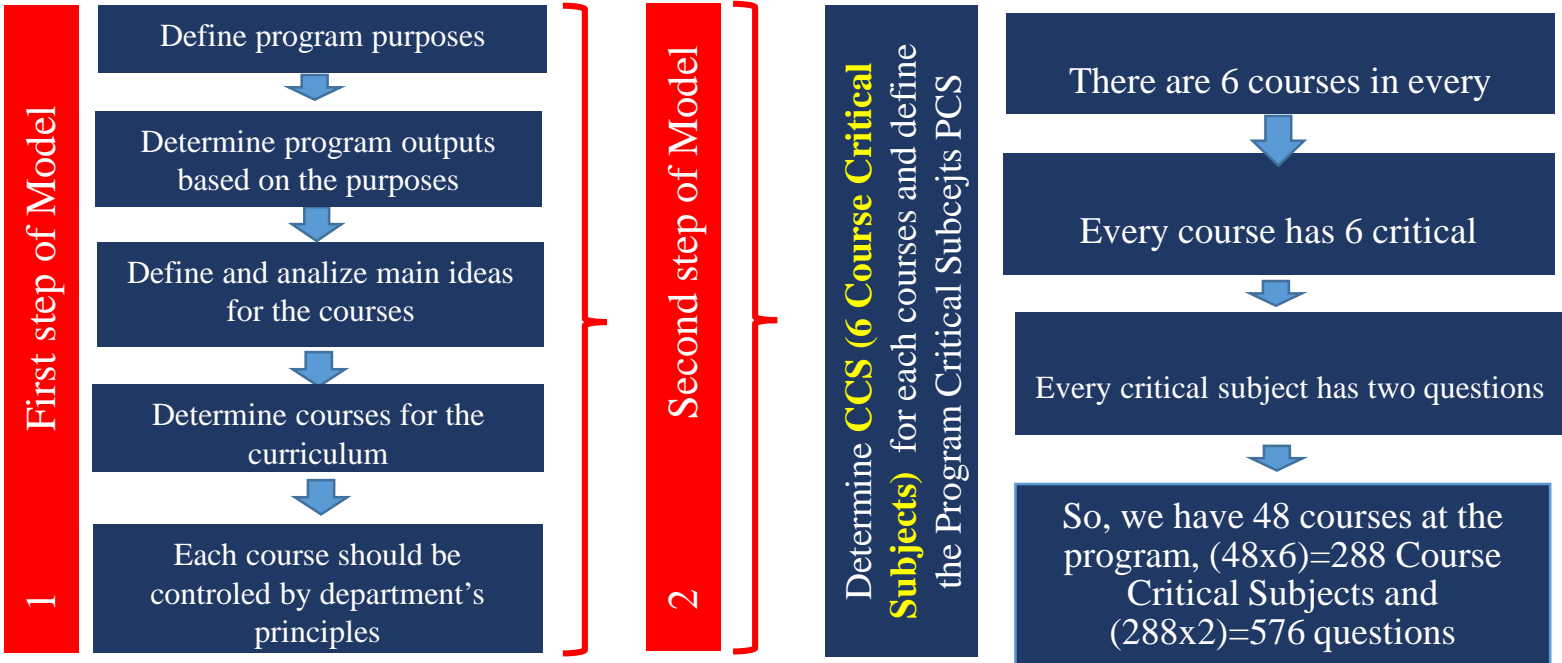 1
First step of Model
Define program purposes
Determine program outputs
based on the purposes
Define and analize main ideas
for the courses
Determine courses for the
curriculum
Each course should be
controled by department’s
principles
2
Second step of Model
Determine CCS (6 Course Critical
Subjects) for each courses and define
the Program Critical Subcejts PCS
There are 6 courses in every
Every course has 6 critical
Every critical subject has two questions
So, we have 48 courses at the
program, (48x6)=288 Course
Critical Subjects and
(288x2)=576 questions